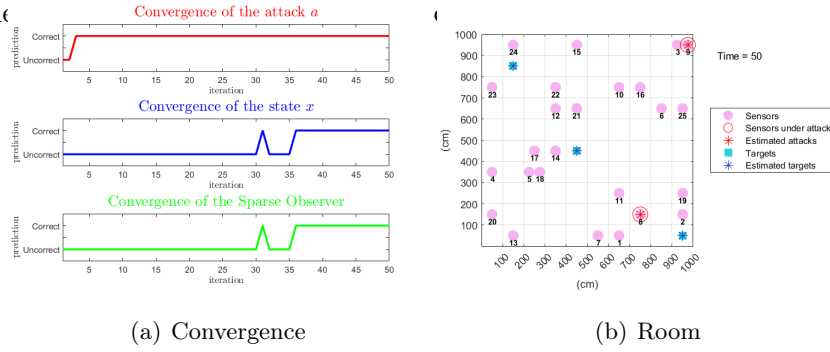 Convergence of the attack a
prediction
Correct
Uncorrect
5 10 15 20 25 30 35 40 45 50
iteration
Convergence of the state x
prediction
Correct
Uncorrect
5 10 15 20 25 30 35 40 45 50
iteration
Convergence of the Sparse Observer
prediction
Correct
Uncorrect
5 10 15 20 25 30 35 40 45 50
iteration
(a) Convergence
1000
900
800
700
600
500
400
300
200
100
(cm)
24 15 3 9
23 22 10 16
12 21 6 25
17 14
4 5 18
11 19
20 8 2
13 7 1
100 200 300 400 500 600 700 800 900 1000
(cm)
Time = 50
Sensors
Sensors under attack
Estimated attacks
Targets
Estimated targets
(b) Room